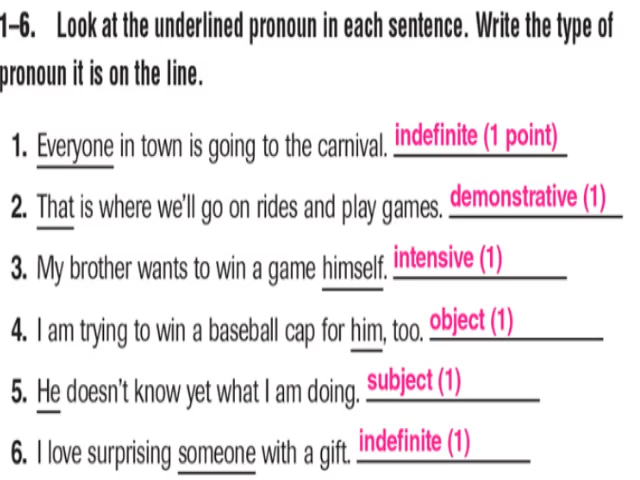 1–6. Look at the underlined pronoun in each sentence. Write the type of
pronoun it is on the line.
1. Everyone in town is going to the carnival. indefinite (1 point)
2. That is where we'll go on rides and play games. demonstrative (1)
3. My brother wants to win a game himself. intensive (1)
4. I am trying to win a baseball cap for him, too. object (1)
5. He doesn't know yet what I am doing. subject (1)
6. I love surprising someone with a gift. indefinite (1)